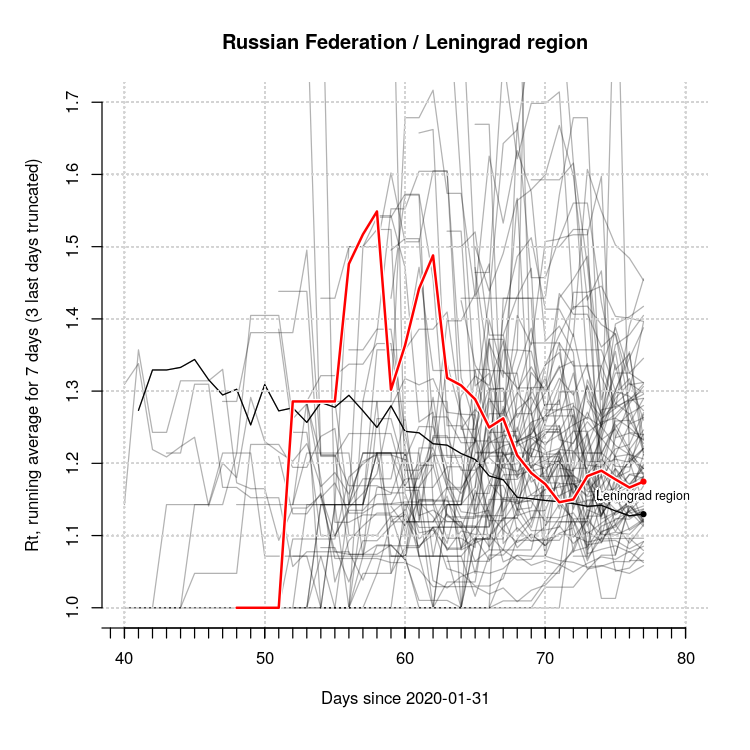 Russian Federation / Leningrad region
Rt, running average for 7 days (3 last days truncated)
1.7
1.6
1.5
1.4
1.3
1.2
1.1
1.0
Leningrad region
40 50 60 70 80
Days since 2020-01-31